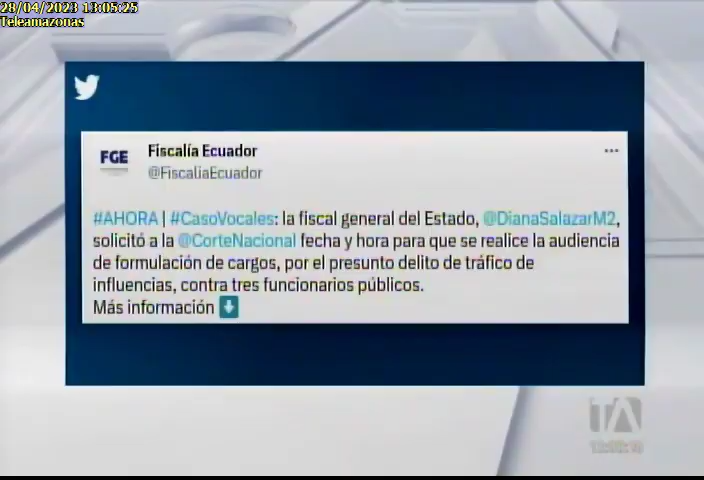 28/04/2023 13:05:25
Teleamazonas
FGE
Fiscalía Ecuador
@FiscaliaEcuador
#AHORA | #CasoVocales: la fiscal general del Estado, @DianaSalazarM2,
solicitó a la @CorteNacional fecha y hora para que se realice la audiencia
de formulación de cargos, por el presunto delito de tráfico de
influencias, contra tres funcionarios públicos.
Más información
TA